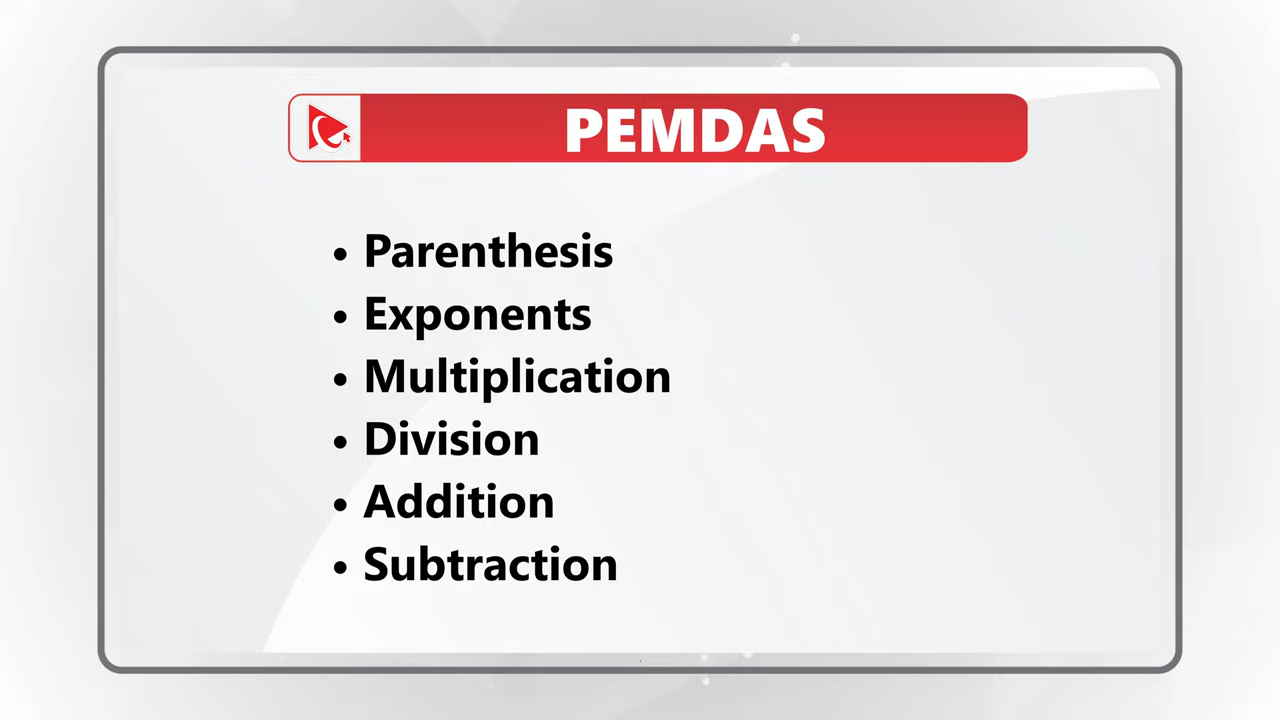 PEMDAS
• Parenthesis
• Exponents
• Multiplication
• Division
• Addition
• Subtraction